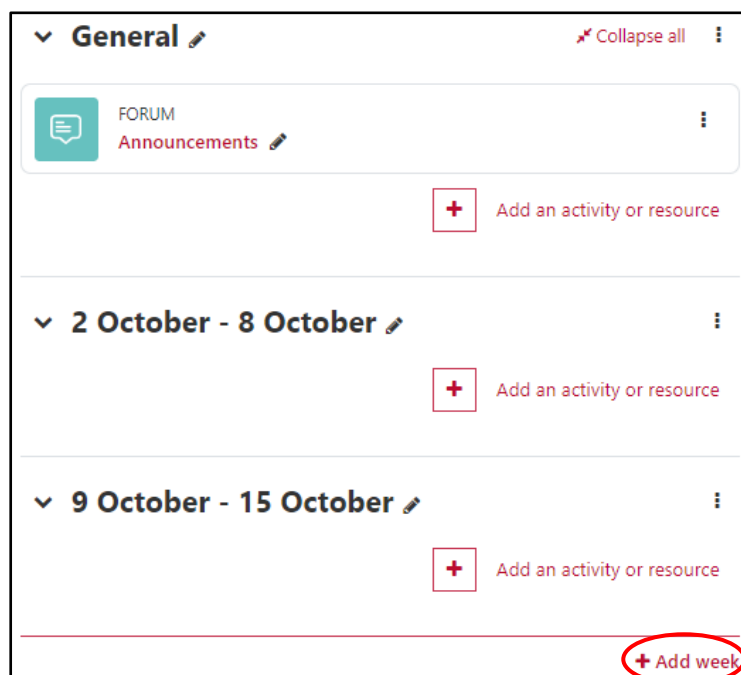 General
Collapse all
FORUM
Announcements
+ Add an activity or resource
2 October - 8 October
+ Add an activity or resource
9 October - 15 October
+ Add an activity or resource
+ Add week